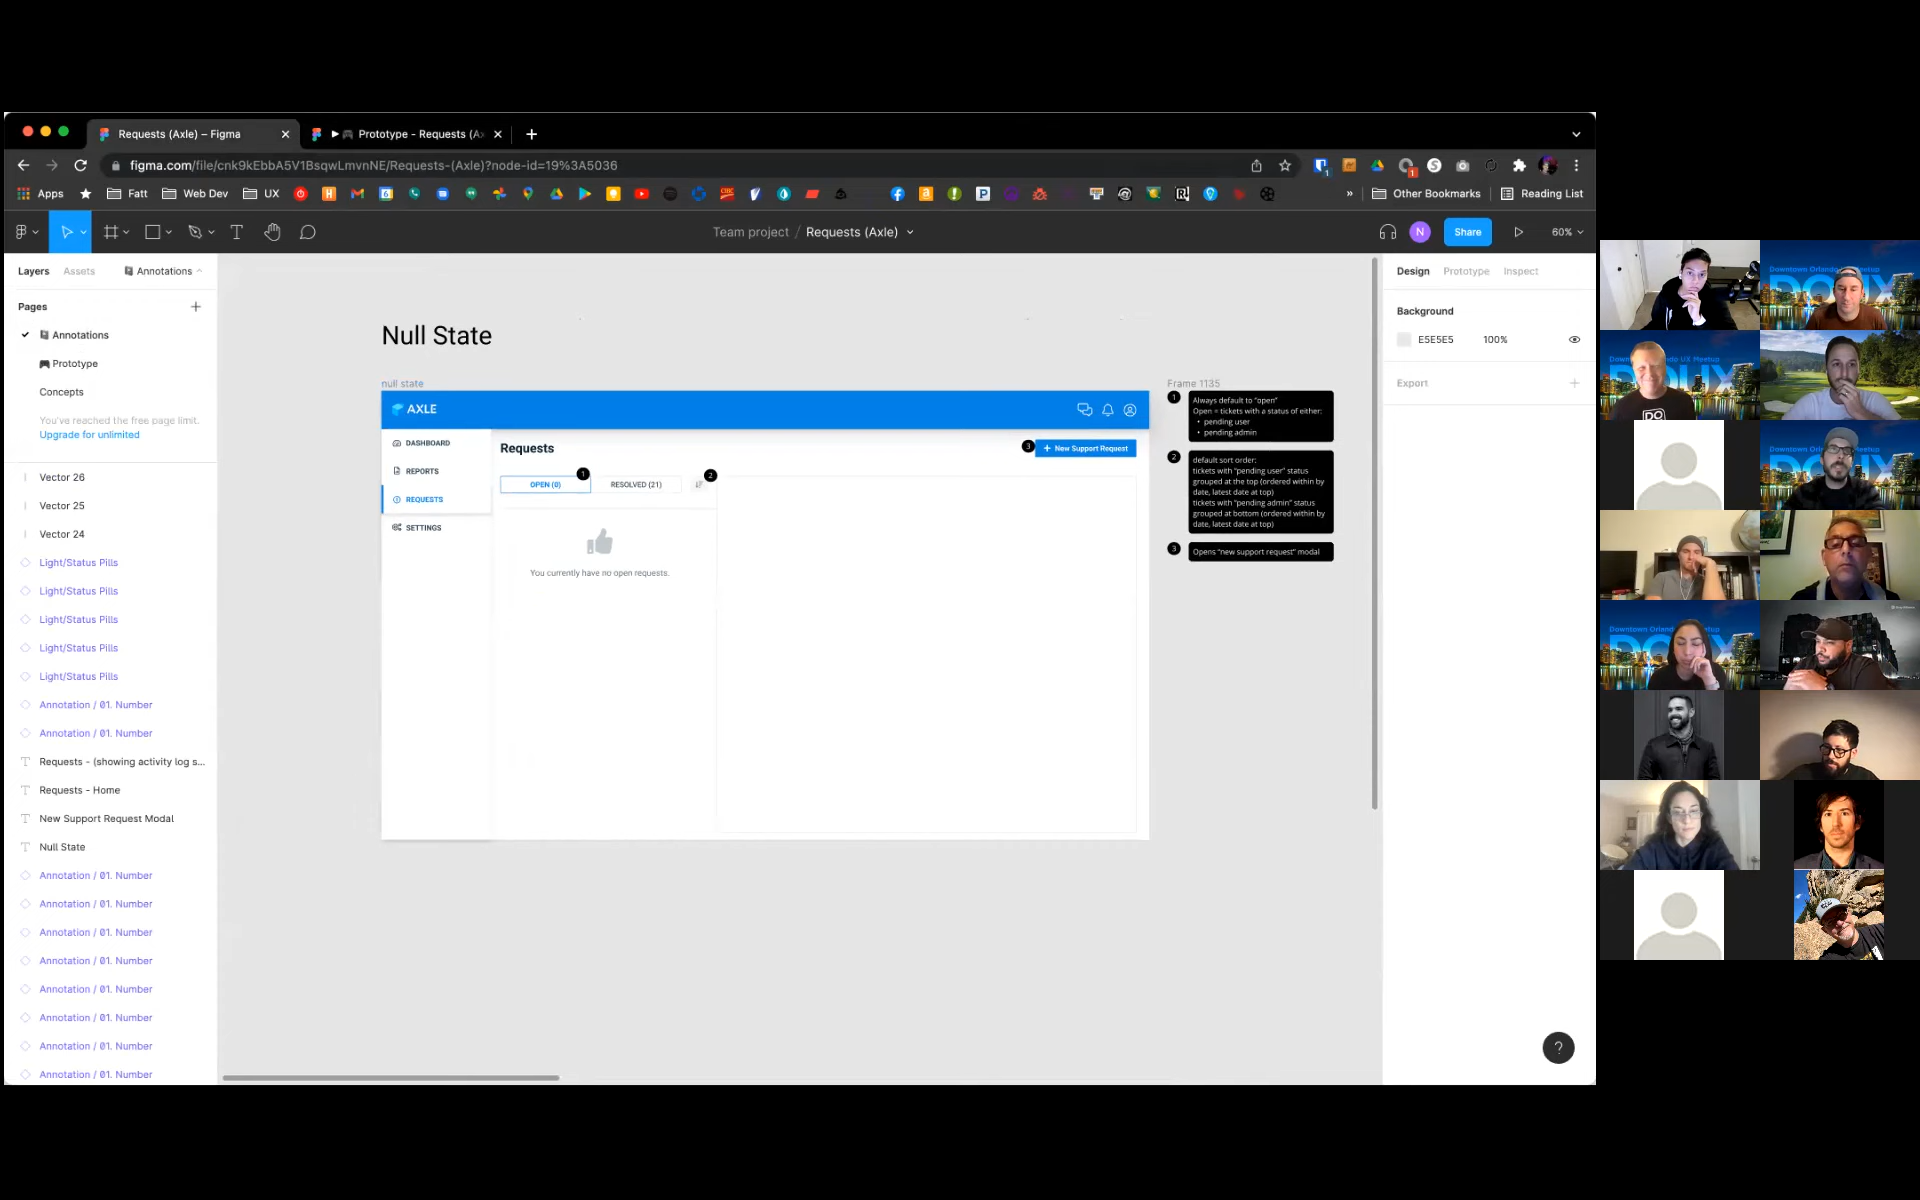 Requests (Axle) – Figma
Prototype - Requests (Ax
figma.com/file/cnk9kEbbA5V1BsqwLmvnNE/Requests-(Axle)?node-id=19%3A5036
Apps
Fatt
Web Dev
UX
Other Bookmarks
Reading List
Team project / Requests (Axle)
N
Share
60%
Layers
Assets
Annotations
Pages
Annotations
Prototype
Concepts
You've reached the free page limit.
Upgrade for unlimited
Vector 26
Vector 25
Vector 24
Light/Status Pills
Light/Status Pills
Light/Status Pills
Light/Status Pills
Light/Status Pills
Annotation / 01. Number
Annotation / 01. Number
Requests - (showing activity log s...
Requests - Home
New Support Request Modal
Null State
Annotation / 01. Number
Annotation / 01. Number
Annotation / 01. Number
Annotation / 01. Number
Annotation / 01. Number
Annotation / 01. Number
Annotation / 01. Number
Annotation / 01. Number
Null State
null state
AXLE
DASHBOARD
REPORTS
REQUESTS
SETTINGS
Requests
3
+ New Support Request
1
2
OPEN (0)
RESOLVED (21)
You currently have no open requests.
Frame 1135
1
Always default to "open"
Open = tickets with a status of either:
• pending user
• pending admin
2
default sort order:
tickets with "pending user" status
grouped at the top (ordered within by
date, latest date at top)
tickets with "pending admin" status
grouped at bottom (ordered within by
date, latest date at top)
3
Opens "new support request" modal
Design
Prototype
Inspect
Background
E5E5E5
100%
Export
?